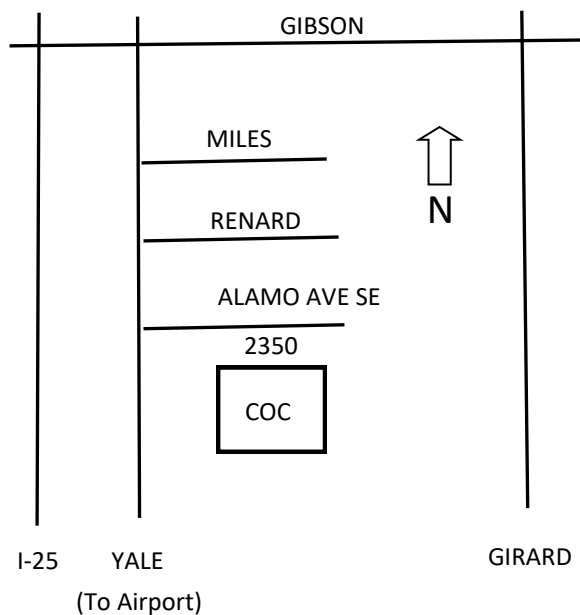 GIBSON
MILES
N
RENARD
ALAMO AVE SE
2350
COC
I-25 YALE GIRARD
(To Airport)